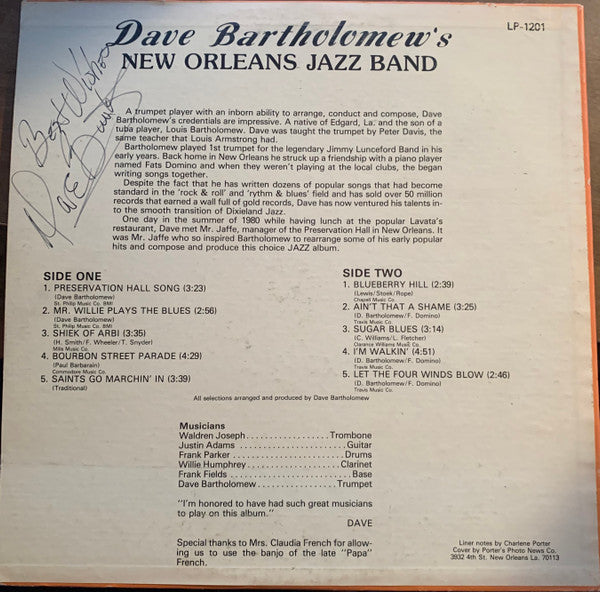 LP-1201
Dave Bartholomew's
NEW ORLEANS JAZZ BAND
Best Wishes
Dave Bart
A trumpet player with an inborn ability to arrange, conduct and compose, Dave
Bartholomew's credentials are impressive. A native of Edgard, La. and the son of a
tuba player, Louis Bartholomew. Dave was taught the trumpet by Peter Davis, the
same teacher that Louis Armstrong had.
Bartholomew played 1st trumpet for the legendary Jimmy Lunceford Band in his
early years. Back home in New Orleans he struck up a friendship with a piano player
named Fats Domino and when they weren't playing at the local clubs, the began
writing songs together.
Despite the fact that he has written dozens of popular songs that had become
standard in the 'rock & roll' and 'rythm & blues' field and has sold over 50 million
records that earned a wall full of gold records, Dave has now ventured his talents in-
to the smooth transition of Dixieland Jazz.
One day in the summer of 1980 while having lunch at the popular Lavata's
restaurant, Dave met Mr. Jaffe, manager of the Preservation Hall in New Orleans. It
was Mr. Jaffe who so inspired Bartholomew to rearrange some of his early popular
hits and compose and produce this choice JAZZ album.
SIDE ONE
1. PRESERVATION HALL SONG (3:23)
(Dave Bartholomew)
St. Philip Music Co. BMI
2. MR. WILLIE PLAYS THE BLUES (2:56)
(Dave Bartholomew)
St. Philip Music Co. BMI
3. SHIEK OF ARBI (3:35)
(H. Smith/F. Wheeler/T. Snyder)
Mills Music Co.
4. BOURBON STREET PARADE (4:29)
(Paul Barbarain)
Commodore Music Co.
5. SAINTS GO MARCHIN' IN (3:39)
(Traditional)
SIDE TWO
1. BLUEBERRY HILL (2:39)
(Lewis/Stoek/Rope)
Chapell Music Co.
2. AIN'T THAT A SHAME (3:25)
(D. Bartholomew/F. Domino)
Travis Music Co.
3. SUGAR BLUES (3:14)
(C. Williams/L. Fletcher)
Clarance Williams Music Co.
4. I'M WALKIN' (4:51)
(D. Bartholomew/F. Domino)
Travis Music Co.
5. LET THE FOUR WINDS BLOW (2:46)
(D. Bartholomew/F. Domino)
Travis Music Co.
All selections arranged and produced by Dave Bartholomew
Musicians
Waldren Joseph....................Trombone
Justin Adams....................Guitar
Frank Parker....................Drums
Willie Humphrey....................Clarinet
Frank Fields....................Base
Dave Bartholomew....................Trumpet
"I'm honored to have had such great musicians
to play on this album."
DAVE
Special thanks to Mrs. Claudia French for allow-
ing us to use the banjo of the late "Papa"
French.
Liner notes by Charlene Porter
Cover by Porter's Photo News Co.
3932 4th St. New Orleans La. 70113